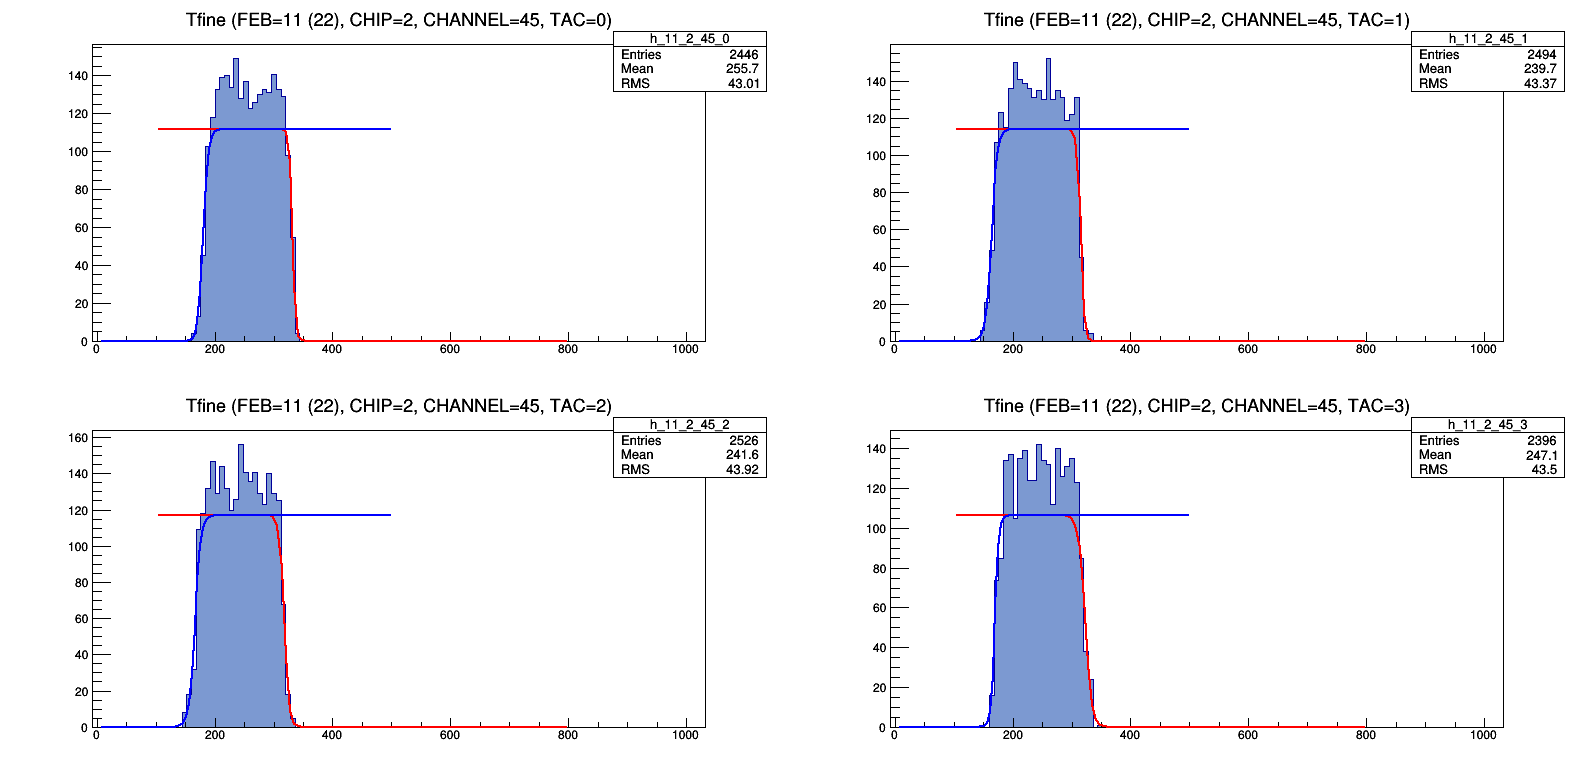 Tfine (FEB=11 (22), CHIP=2, CHANNEL=45, TAC=0)
h_11_2_45_0
Entries 2446
Mean 255.7
RMS 43.01
140
120
100
80
60
40
20
0
0 200 400 600 800 1000
Tfine (FEB=11 (22), CHIP=2, CHANNEL=45, TAC=1)
h_11_2_45_1
Entries 2494
Mean 239.7
RMS 43.37
140
120
100
80
60
40
20
0
0 200 400 600 800 1000
Tfine (FEB=11 (22), CHIP=2, CHANNEL=45, TAC=2)
h_11_2_45_2
Entries 2526
Mean 241.6
RMS 43.92
160
140
120
100
80
60
40
20
0
0 200 400 600 800 1000
Tfine (FEB=11 (22), CHIP=2, CHANNEL=45, TAC=3)
h_11_2_45_3
Entries 2396
Mean 247.1
RMS 43.5
140
120
100
80
60
40
20
0
0 200 400 600 800 1000